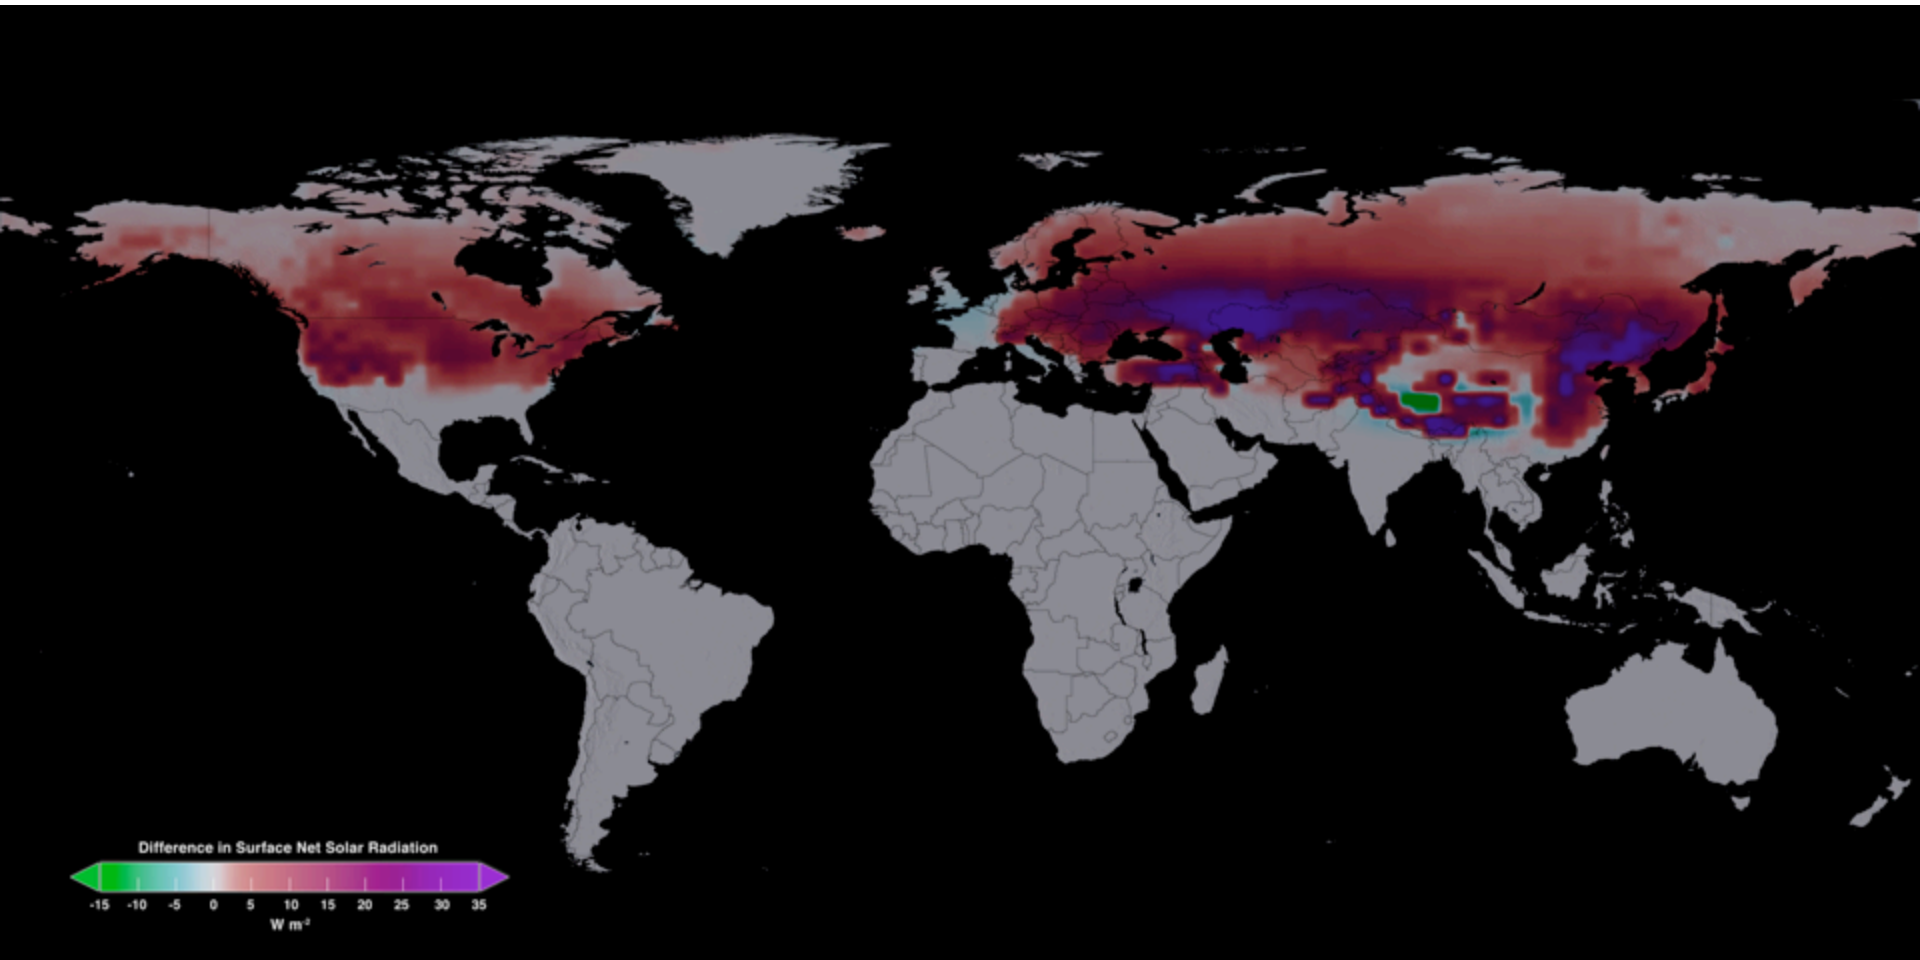 Difference in Surface Net Solar Radiation
-15 -10 -5 0 5 10 15 20 25 30 35
W m⁻²